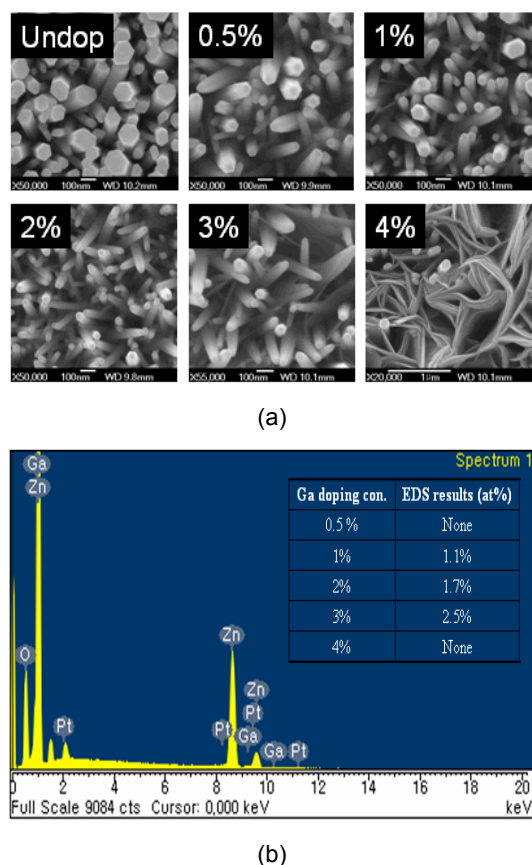 Undop
0.5%
1%
X50,000 100nm WD 10.2mm
X50,000 100nm WD 9.9mm
X50,000 100nm WD 10.1mm
2%
3%
4%
X50,000 100nm WD 9.8mm
X55,000 100nm WD 10.1mm
X20,000 1μm WD 10.1mm
(a)
Spectrum 1
Ga
Zn
Ga doping con. EDS results (at%)
0.5 % None
1% 1.1%
2% 1.7%
3% 2.5%
4% None
O
Pt
Zn
Zn
Pt
Pt
Ga
Ga
Pt
0 2 4 6 8 10 12 14 16 18 20
Full Scale 9084 cts Cursor: 0,000 keV keV
(b)